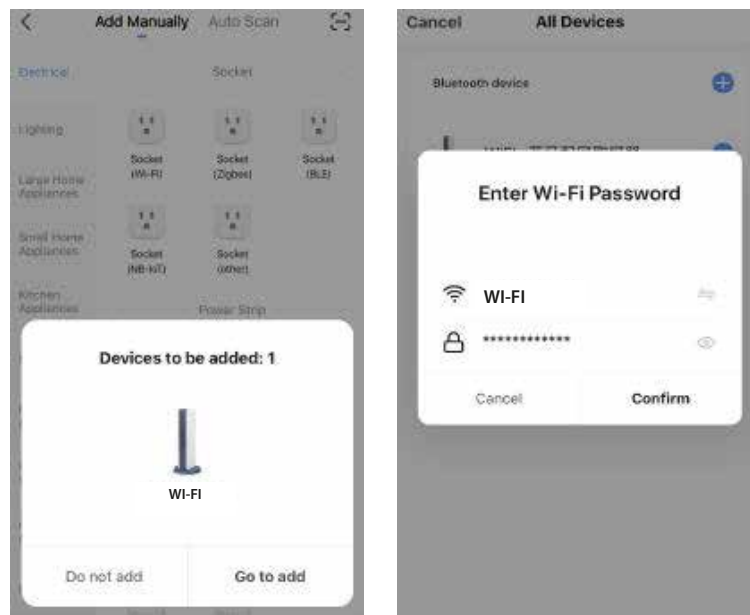 Add Manually Auto Scan
Electrical
Socket
Lighting
Socket
(Wi-Fi)
Socket
(Zigbee)
Socket
(BLE)
Large Home
Appliances
Small Home
Appliances
Socket
(NB-IoT)
Socket
(other)
Kitchen
Appliances
Power Strip
Devices to be added: 1
WI-FI
Do not add
Go to add
Cancel
All Devices
Bluetooth device
Enter Wi-Fi Password
WI-FI
************
Cancel
Confirm